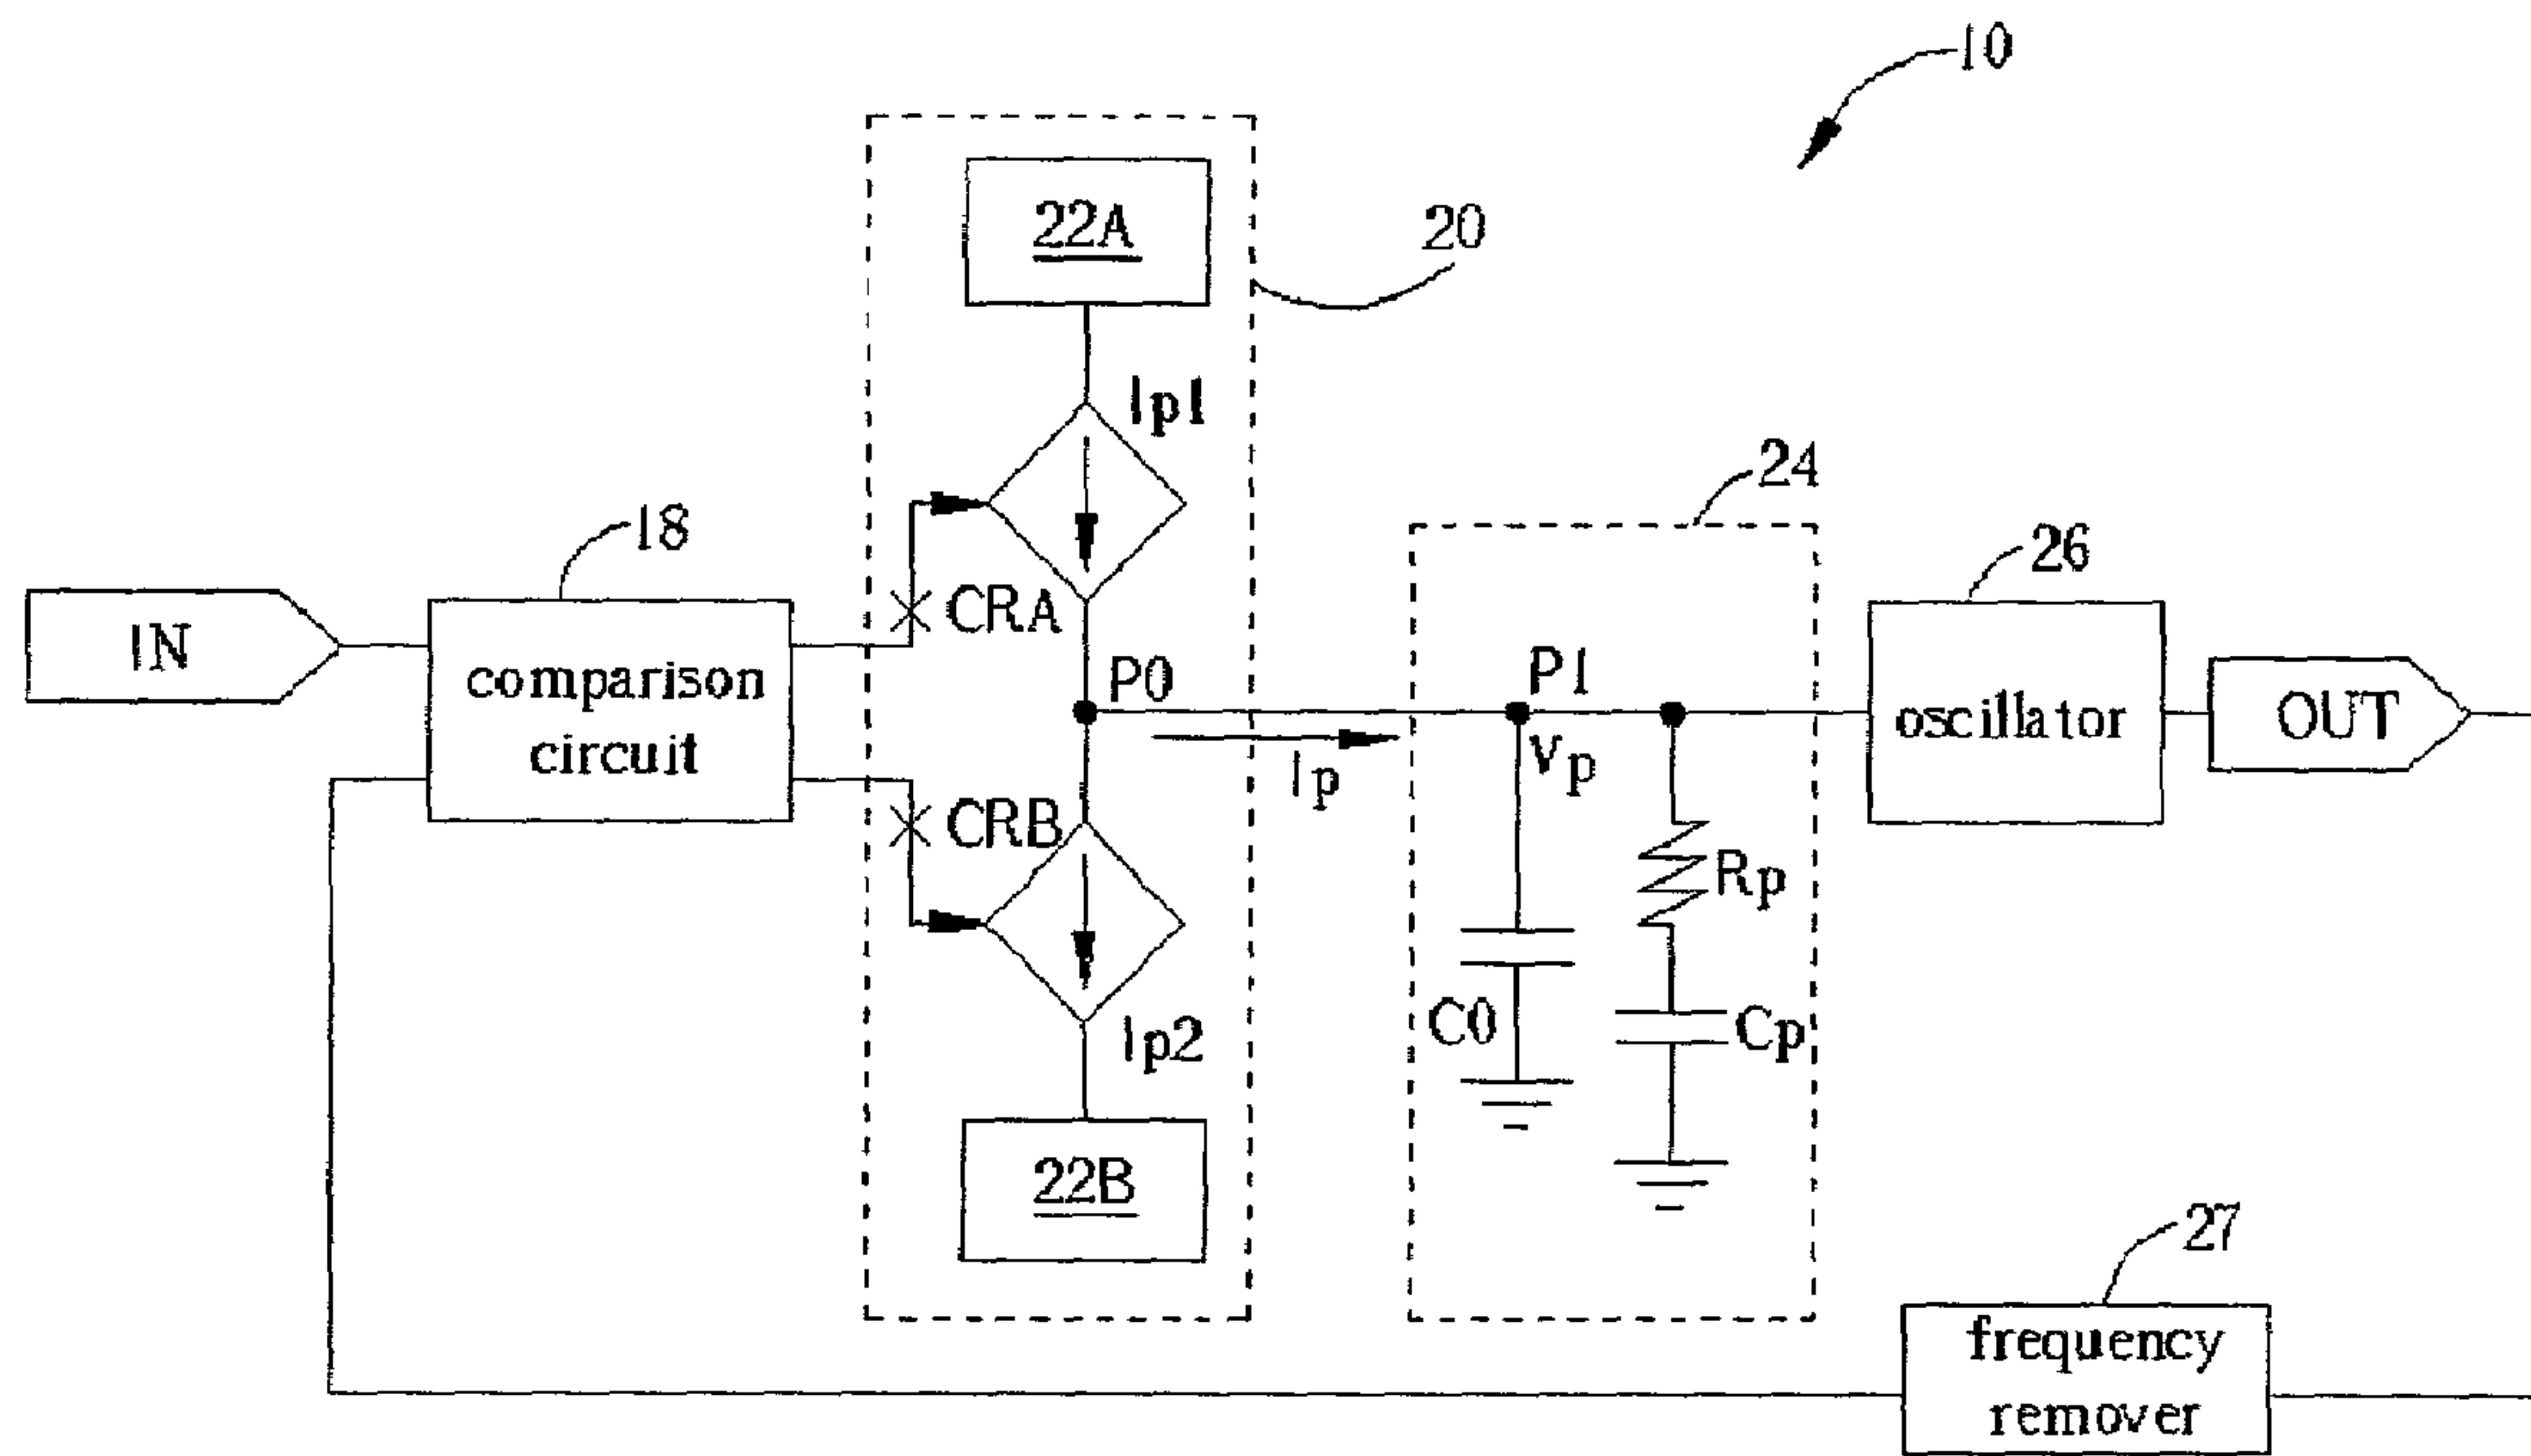 10
22A
20
Ip1
24
18
26
CRA
IN
comparison
circuit
P0
P1
Vp
Ip
oscillator
OUT
CRB
Rp
C0
Cp
Ip2
22B
27
frequency
remover